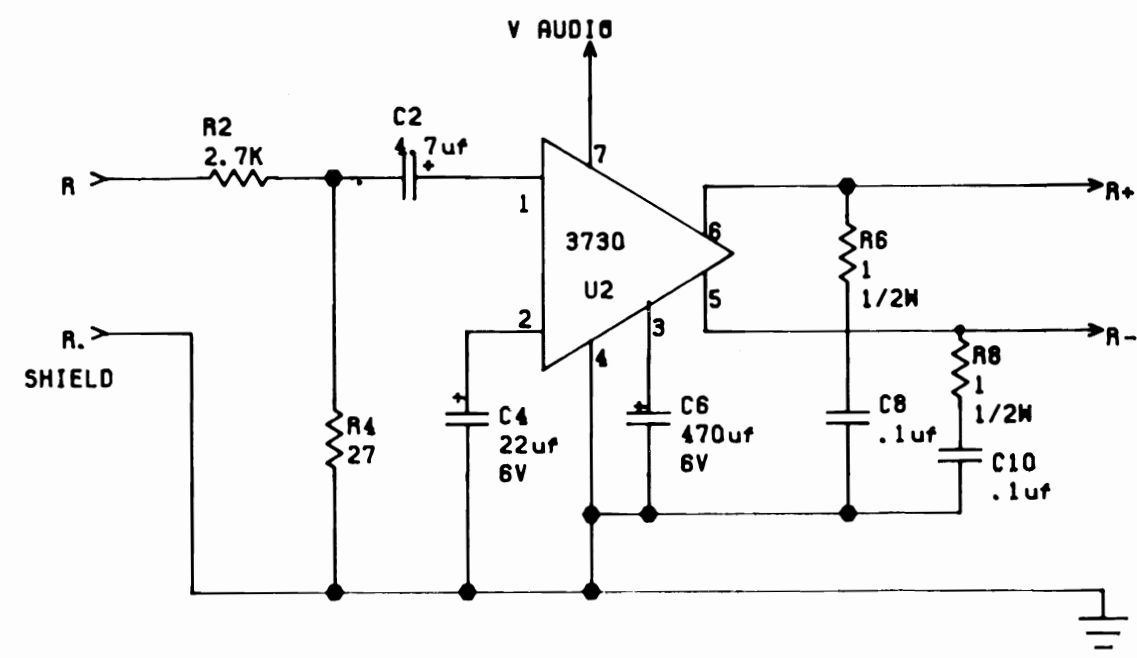 V AUDIO
R2
2.7K
C2
4.7uf
+
R
7
1
3730
U2
6
R+
R6
1
1/2W
5
R.
SHIELD
2
3
4
R-
R8
1
1/2W
+
C4
22uf
6V
+
C6
470uf
6V
C8
.1uf
R4
27
C10
.1uf